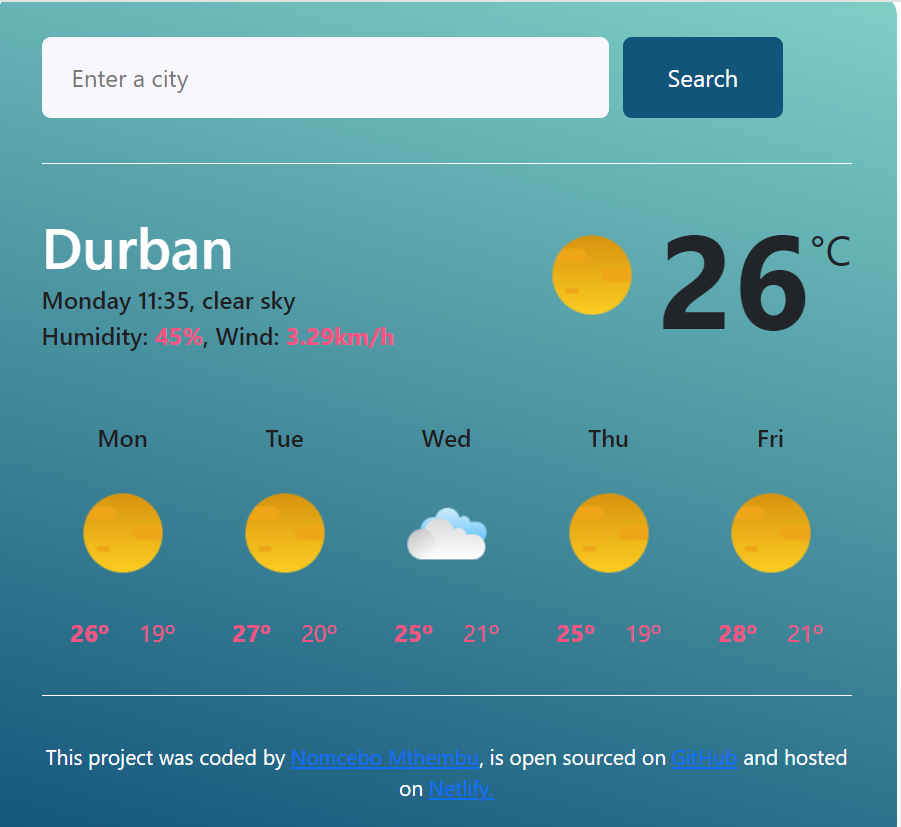 Enter a city Search
Durban
26°C
Monday 11:35, clear sky
Humidity: 45%, Wind: 3.29km/h
Mon Tue Wed Thu Fri
26º 19º 27º 20º 25º 21º 25º 19º 28º 21º
This project was coded by Nomcebo Mthembu, is open sourced on GitHub and hosted
on Netlify.